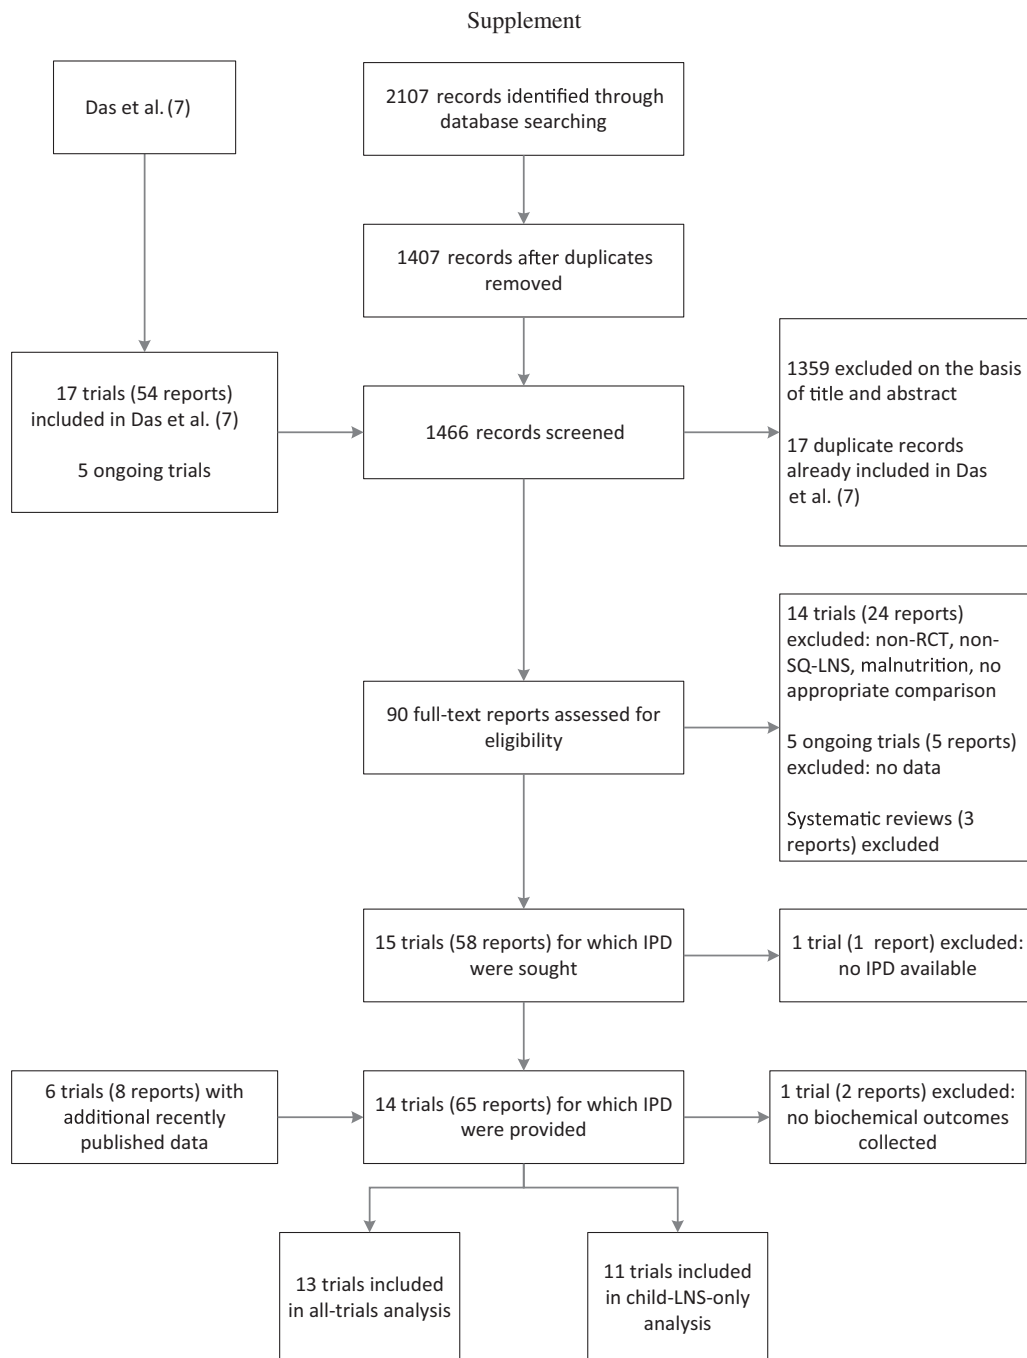 Supplement
Das et al. (7)
2107 records identified through
database searching
1407 records after duplicates
removed
17 trials (54 reports)
included in Das et al. (7)
5 ongoing trials
1466 records screened
1359 excluded on the basis
of title and abstract
17 duplicate records
already included in Das
et al. (7)
90 full-text reports assessed for
eligibility
14 trials (24 reports)
excluded: non-RCT, non-
SQ-LNS, malnutrition, no
appropriate comparison
5 ongoing trials (5 reports)
excluded: no data
Systematic reviews (3
reports) excluded
15 trials (58 reports) for which IPD
were sought
1 trial (1 report) excluded:
no IPD available
6 trials (8 reports) with
additional recently
published data
14 trials (65 reports) for which IPD
were provided
1 trial (2 reports) excluded:
no biochemical outcomes
collected
13 trials included
in all-trials analysis
11 trials included
in child-LNS-only
analysis